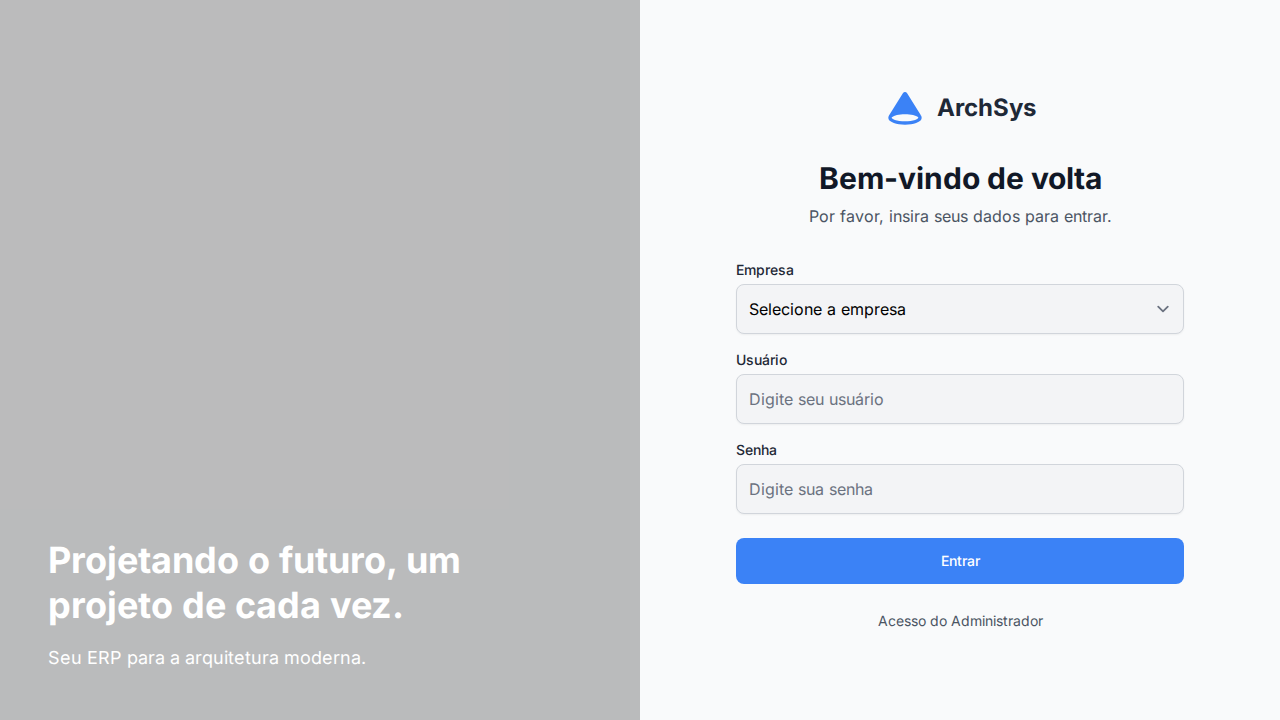 Projetando o futuro, um
projeto de cada vez.
Seu ERP para a arquitetura moderna.
ArchSys
Bem-vindo de volta
Por favor, insira seus dados para entrar.
Empresa
Selecione a empresa
Usuário
Digite seu usuário
Senha
Digite sua senha
Entrar
Acesso do Administrador